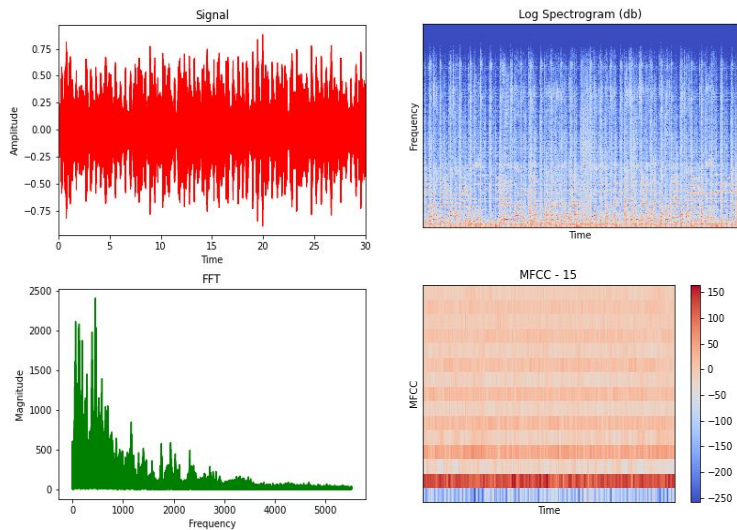 Signal
Amplitude
0.75
0.50
0.25
0.00
−0.25
−0.50
−0.75
0 5 10 15 20 25 30
Time
Log Spectrogram (db)
Frequency
Time
FFT
Magnitude
2500
2000
1500
1000
500
0
0 1000 2000 3000 4000 5000
Frequency
MFCC - 15
MFCC
Time
150
100
50
0
−50
−100
−150
−200
−250